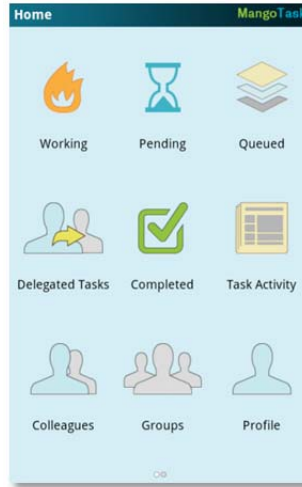 Home MangoTask
Working Pending Queued
Delegated Tasks Completed Task Activity
Colleagues Groups Profile